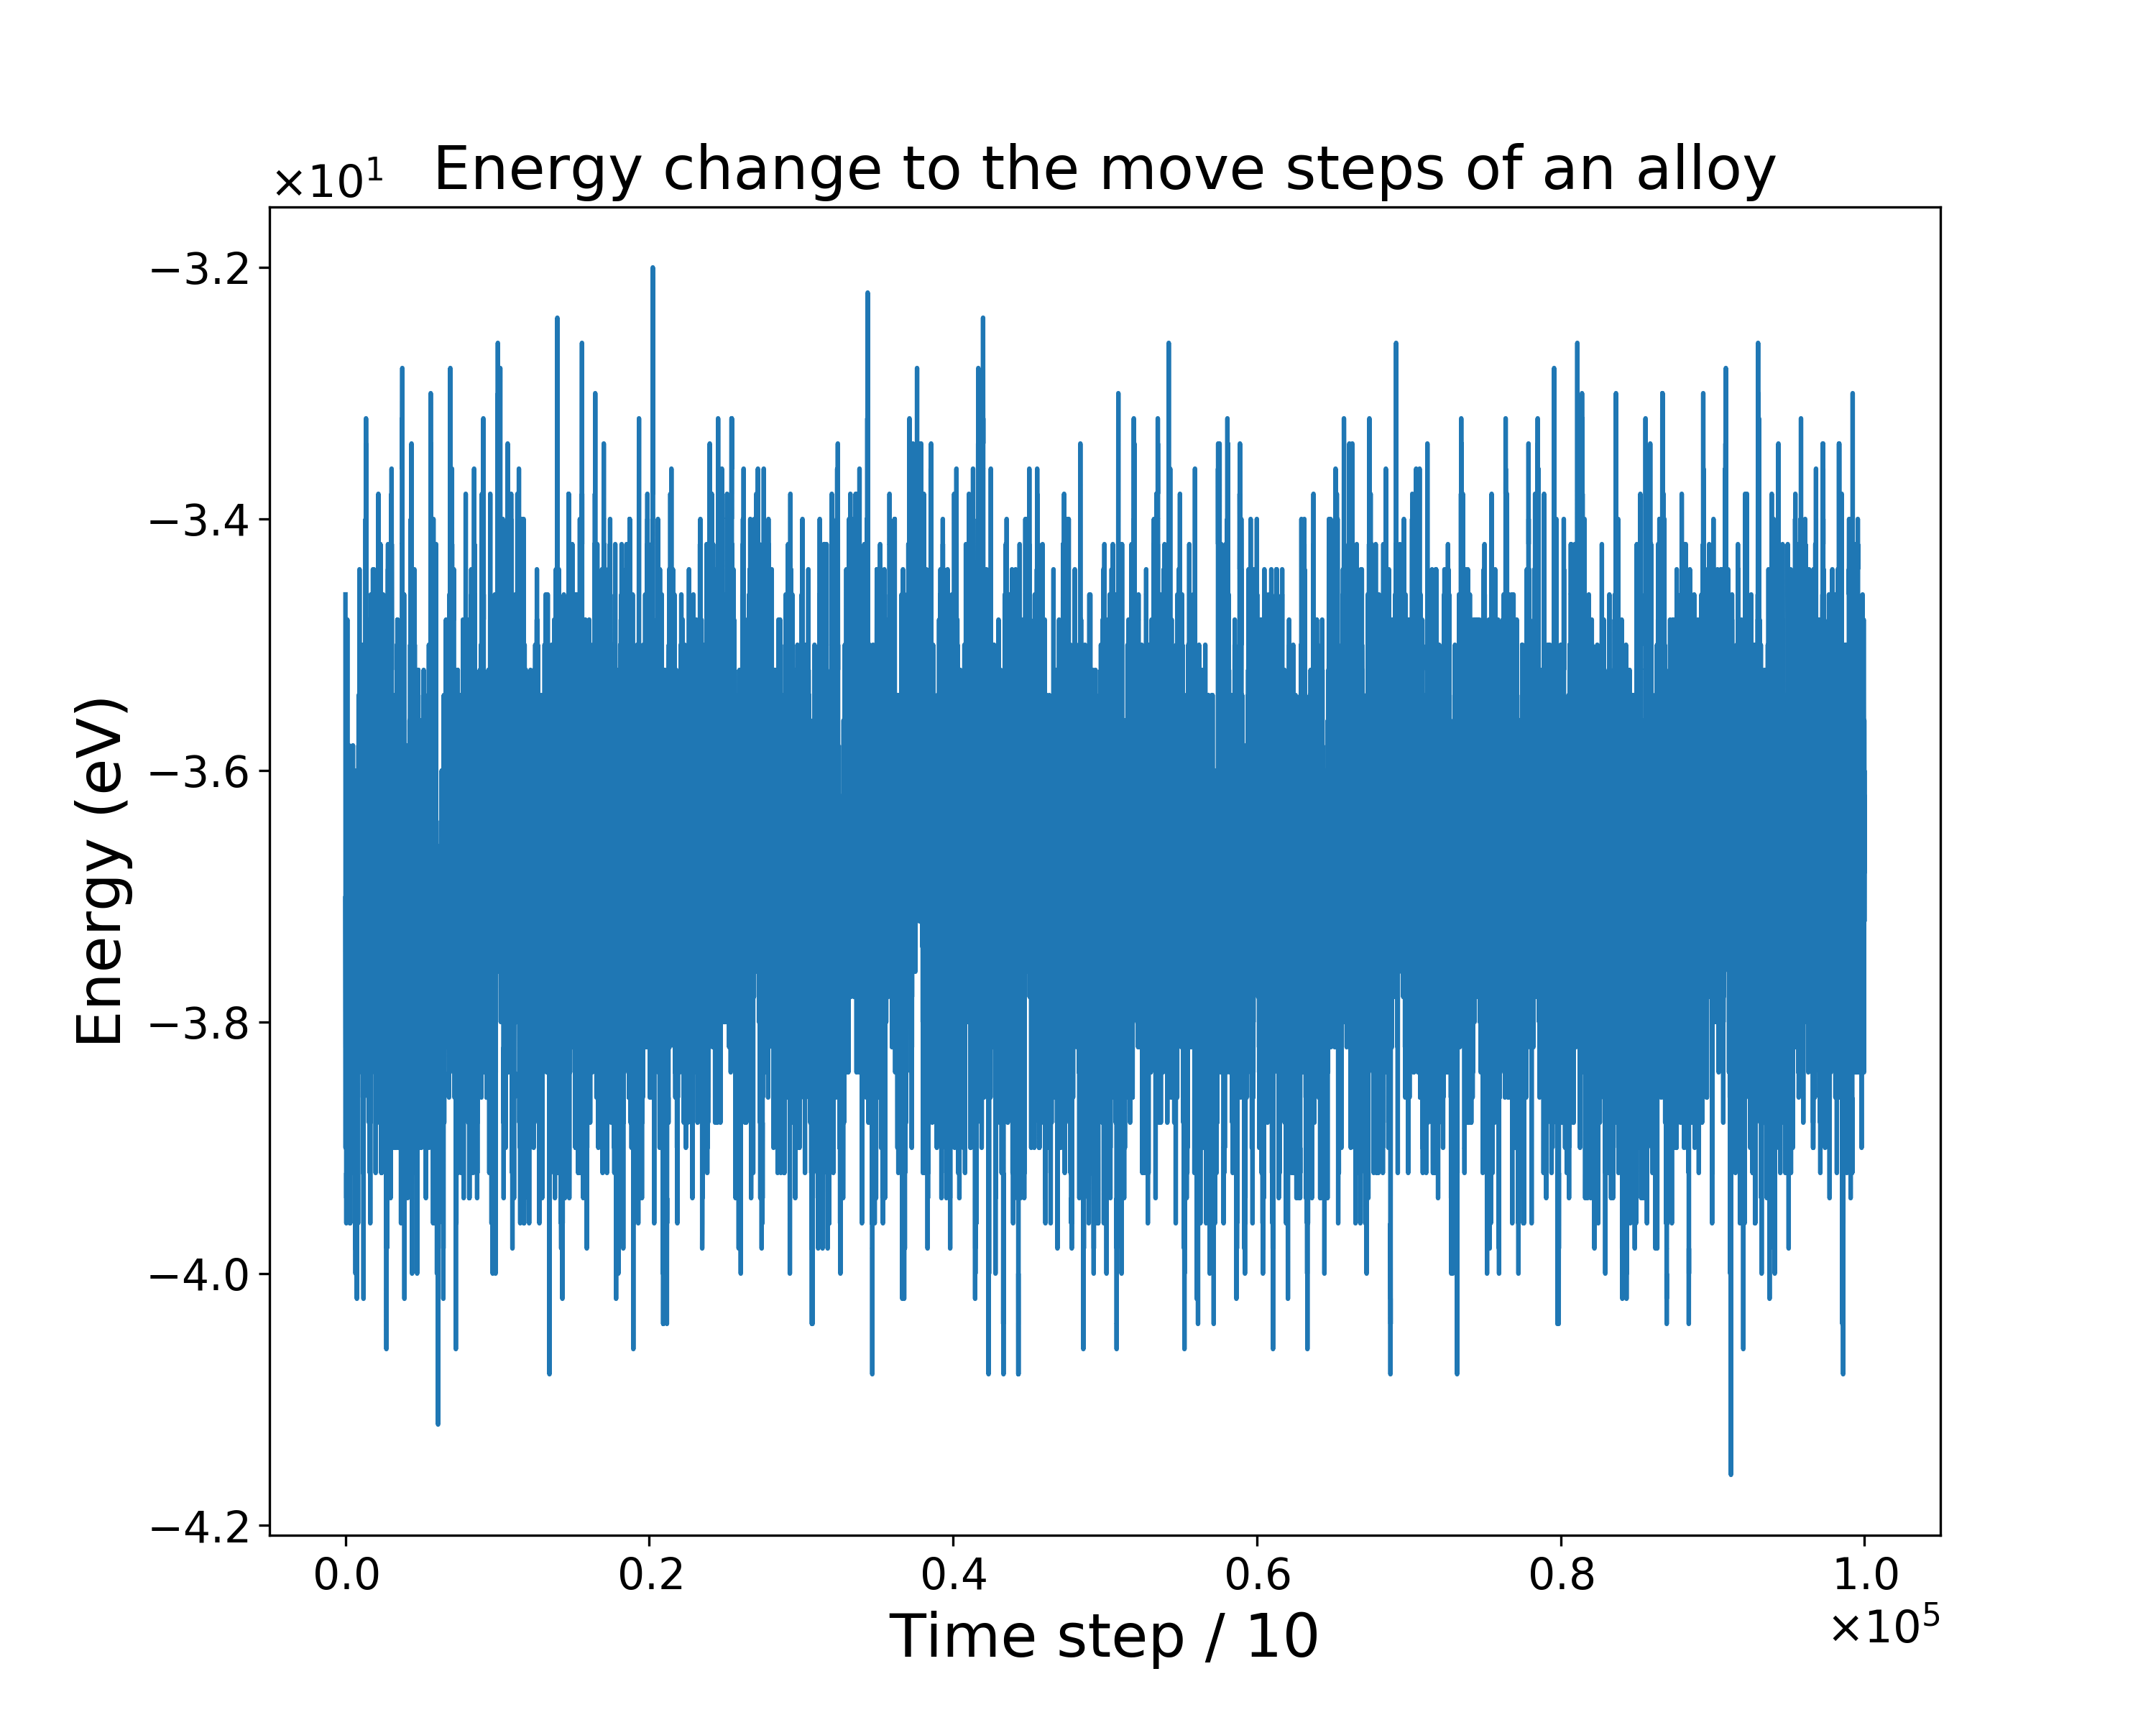 ×10¹
Energy change to the move steps of an alloy
−3.2
−3.4
−3.6
−3.8
−4.0
−4.2
Energy (eV)
0.0 0.2 0.4 0.6 0.8 1.0
×10⁵
Time step / 10